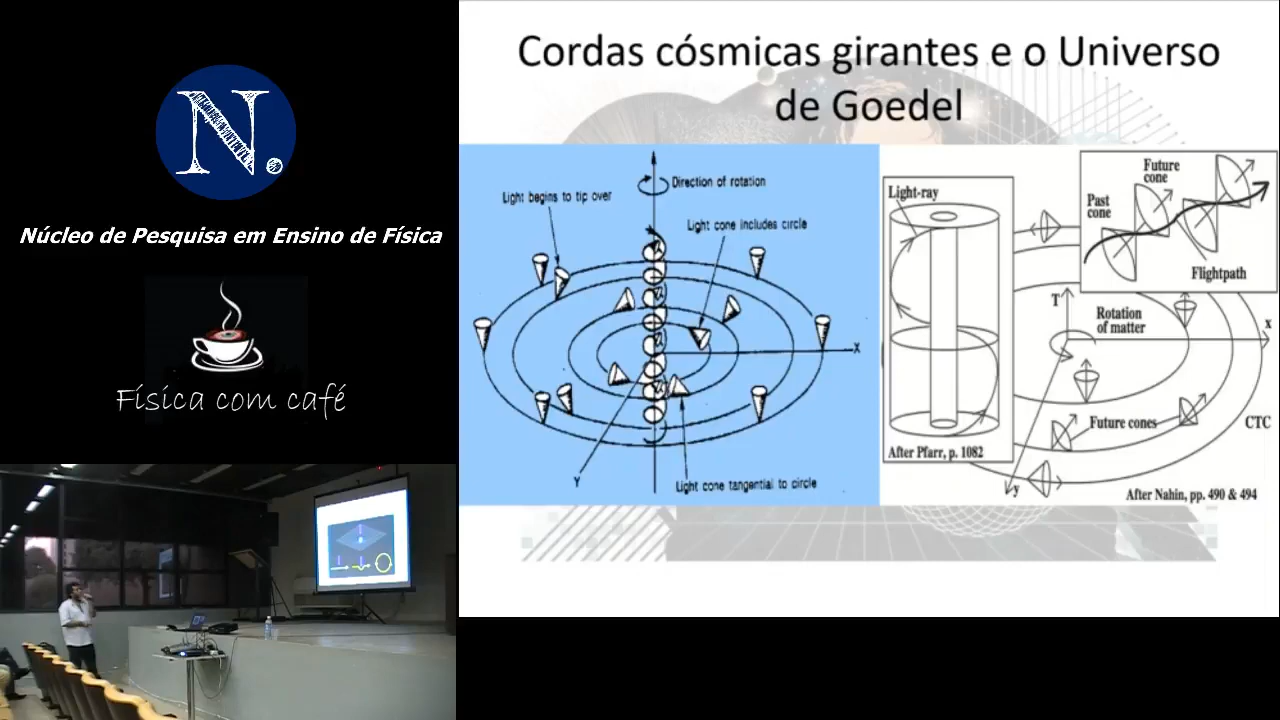 N.
Núcleo de Pesquisa em Ensino de Física
Física com café
Cordas cósmicas girantes e o Universo
de Goedel
Direction of rotation
Light begins to tip over
Light cone includes circle
X
Y
Light cone tangential to circle
Light-ray
After Pfarr, p. 1082
Future
cone
Past
cone
Flightpath
T
Rotation
of matter
x
Future cones
CTC
y
After Nahin, pp. 490 & 494